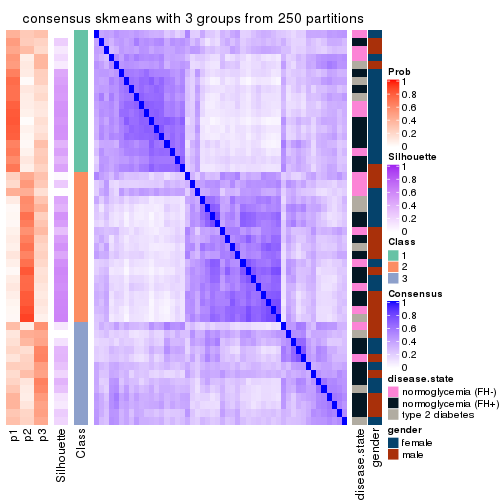 consensus skmeans with 3 groups from 250 partitions
Prob
1
0.8
0.6
0.4
0.2
0
Silhouette
1
0.8
0.6
0.4
0.2
0
Class
1
2
3
Consensus
1
0.8
0.6
0.4
0.2
0
disease.state
normoglycemia (FH-)
normoglycemia (FH+)
type 2 diabetes
gender
female
male
p1
p2
p3
Silhouette
Class
disease.state
gender